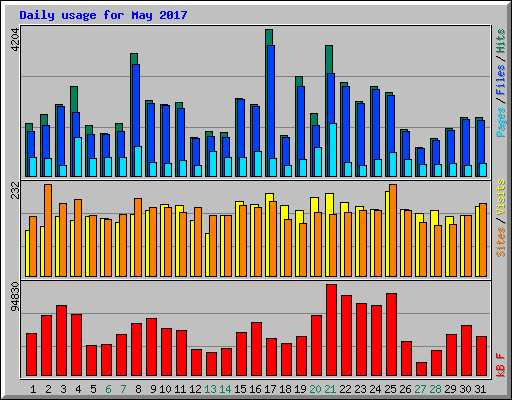 Daily usage for May 2017
4204
Pages / Files / Hits
232
Sites / Visits
94830
kB F
1 2 3 4 5 6 7 8 9 10 11 12 13 14 15 16 17 18 19 20 21 22 23 24 25 26 27 28 29 30 31